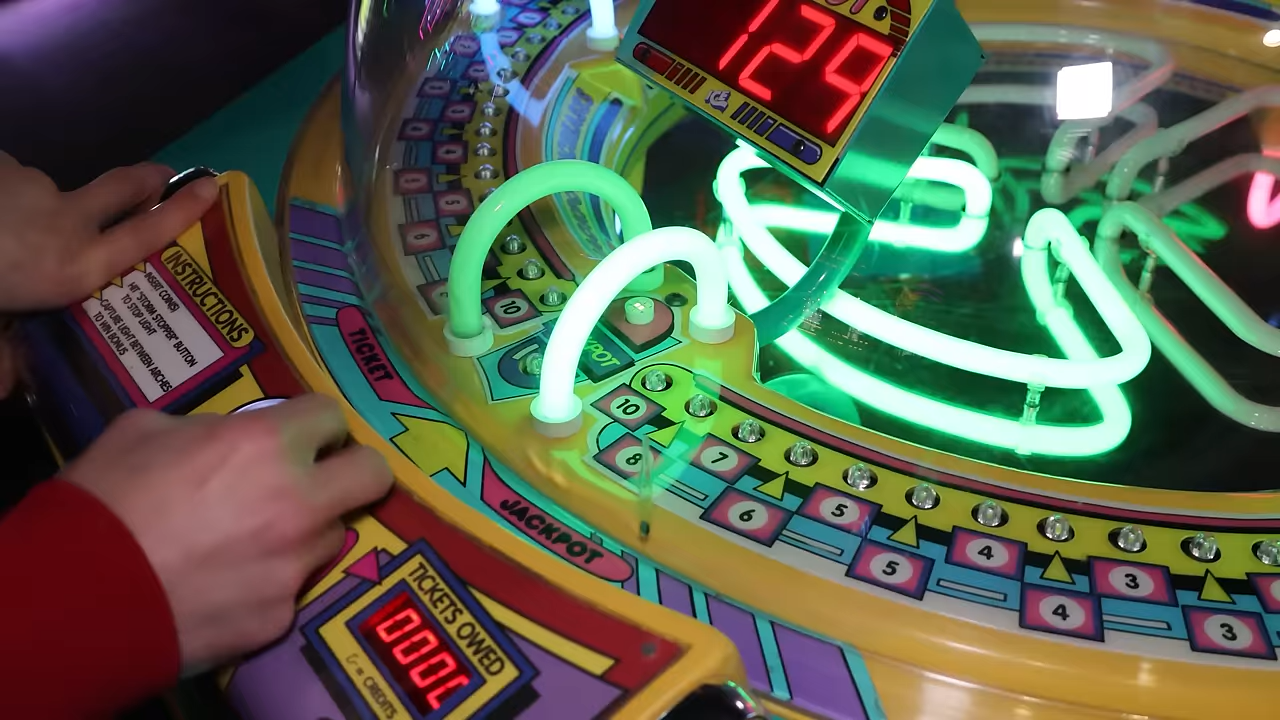 129
ICE
INSTRUCTIONS
INSERT COIN(S)
HIT "STORM STOPPER" BUTTON
TO STOP LIGHT
CAPTURE LIGHT BETWEEN ARCHES
TO WIN BONUS
TICKET
JACKPOT
TICKETS OWED
0000
CREDITS
10
10
8
7
6
5
5
4
4
3
3